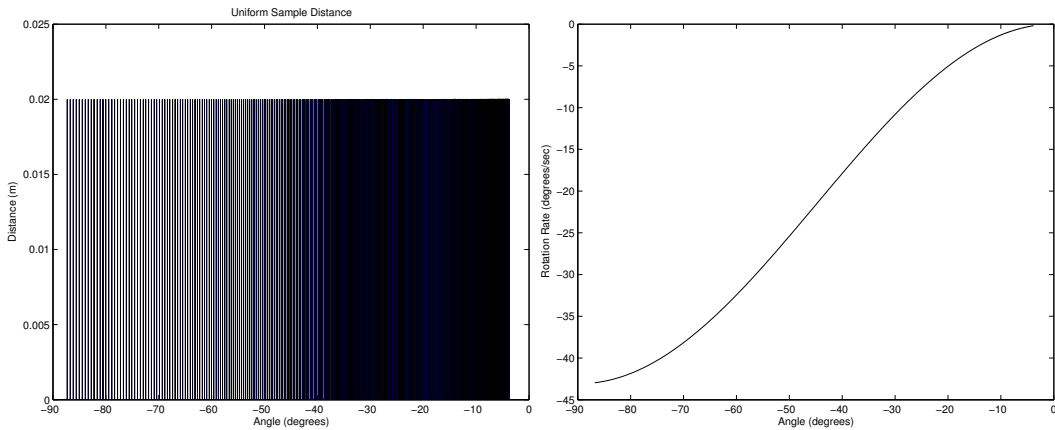 Uniform Sample Distance
0.025
0.02
0.015
0.01
0.005
0
Distance (m)
−90 −80 −70 −60 −50 −40 −30 −20 −10 0
Angle (degrees)
0
−5
−10
−15
−20
−25
−30
−35
−40
−45
Rotation Rate (degrees/sec)
−90 −80 −70 −60 −50 −40 −30 −20 −10 0
Angle (degrees)